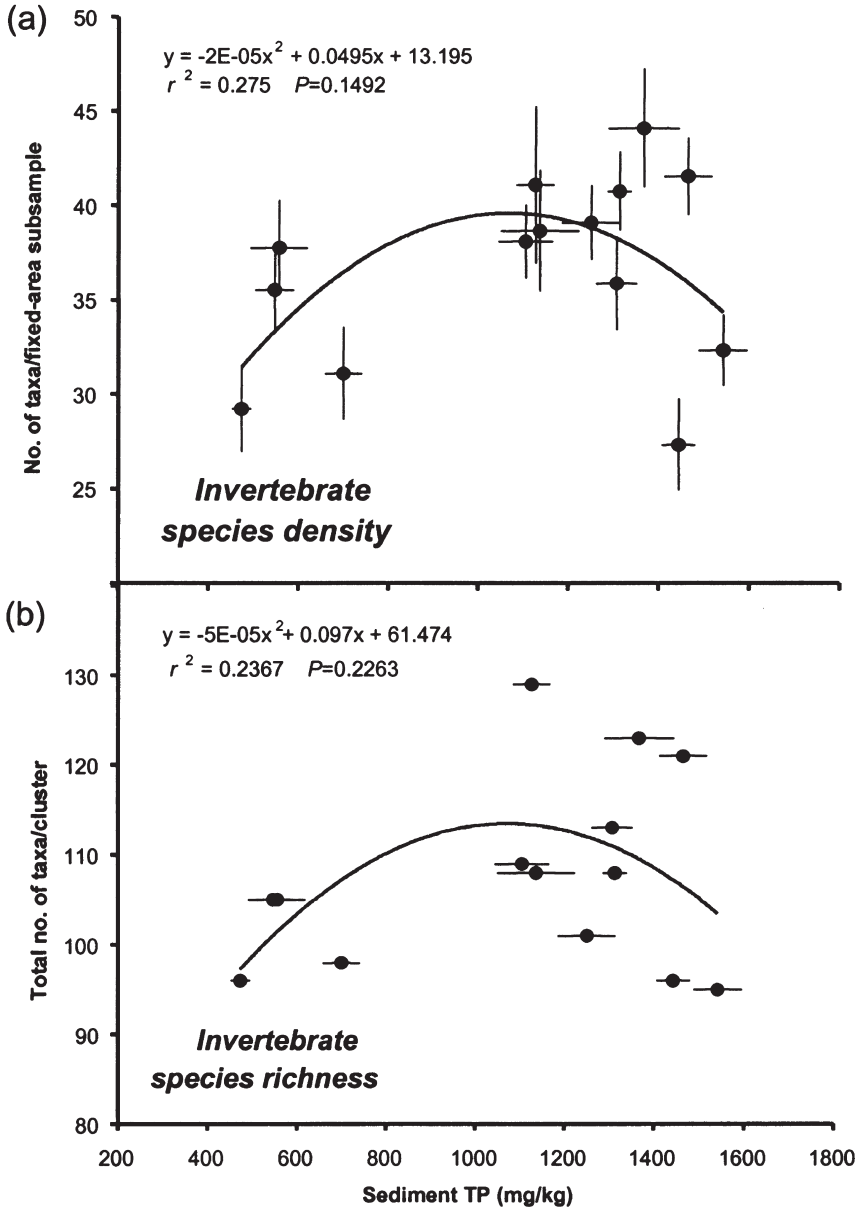 (a)
50
45
40
35
30
25
No. of taxa/fixed-area subsample
y = -2E-05x² + 0.0495x + 13.195
r ² = 0.275 P=0.1492
Invertebrate
species density
(b)
130
120
110
100
90
80
Total no. of taxa/cluster
y = -5E-05x²+ 0.097x + 61.474
r ² = 0.2367 P=0.2263
Invertebrate
species richness
200 400 600 800 1000 1200 1400 1600 1800
Sediment TP (mg/kg)